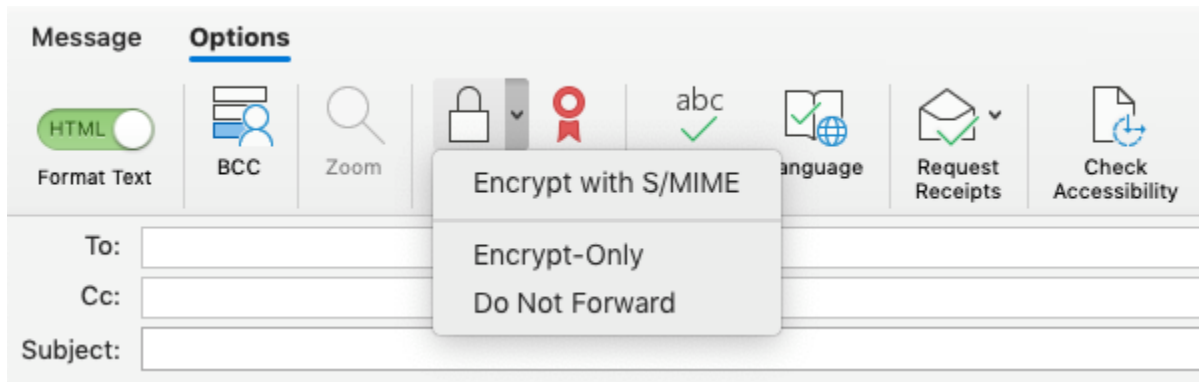 Message Options
HTML
Format Text
BCC
Zoom
abc
anguage
Request
Receipts
Check
Accessibility
Encrypt with S/MIME
Encrypt-Only
Do Not Forward
To:
Cc:
Subject: